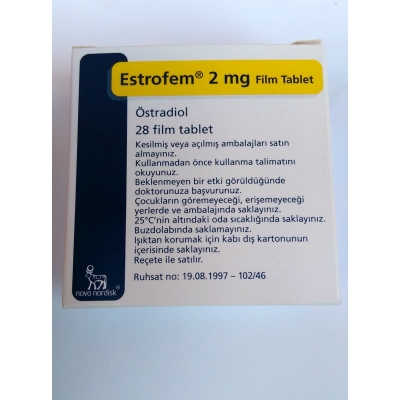 Estrofem® 2 mg Film Tablet
Östradiol
28 film tablet
Kesilmiş veya açılmış ambalajları satın
almayınız.
Kullanmadan önce kullanma talimatını
okuyunuz.
Beklenmeyen bir etki görüldüğünde
doktorunuza başvurunuz.
Çocukların göremeyeceği, erişemeyeceği
yerlerde ve ambalajında saklayınız.
25°C'nin altındaki oda sıcaklığında saklayınız.
Buzdolabında saklamayınız.
Işıktan korumak için kabı dış kartonunun
içerisinde saklayınız.
Reçete ile satılır.
Ruhsat no: 19.08.1997 – 102/46
novo nordisk®